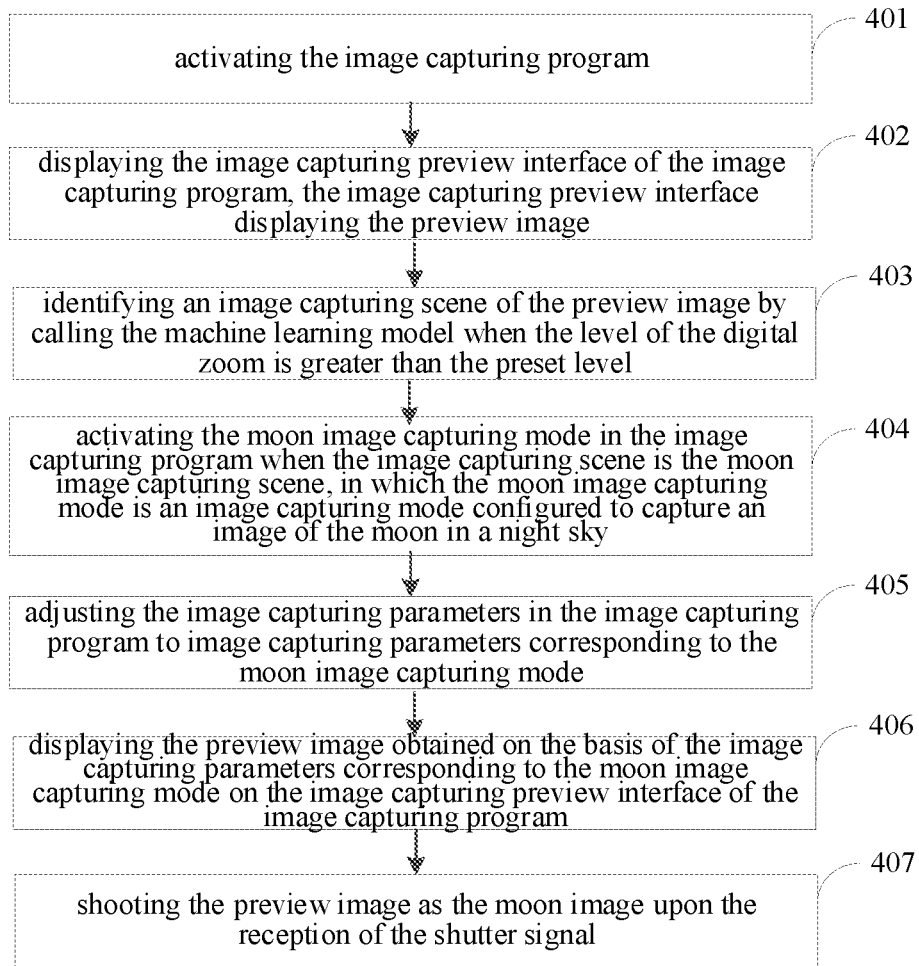 401
activating the image capturing program
402
displaying the image capturing preview interface of the image
capturing program, the image capturing preview interface
displaying the preview image
403
identifying an image capturing scene of the preview image by
calling the machine learning model when the level of the digital
zoom is greater than the preset level
404
activating the moon image capturing mode in the image
capturing program when the image capturing scene is the moon
image capturing scene, in which the moon image capturing
mode is an image capturing mode configured to capture an
image of the moon in a night sky
405
adjusting the image capturing parameters in the image capturing
program to image capturing parameters corresponding to the
moon image capturing mode
406
displaying the preview image obtained on the basis of the image
capturing parameters corresponding to the moon image
capturing mode on the image capturing preview interface of the
image capturing program
407
shooting the preview image as the moon image upon the
reception of the shutter signal